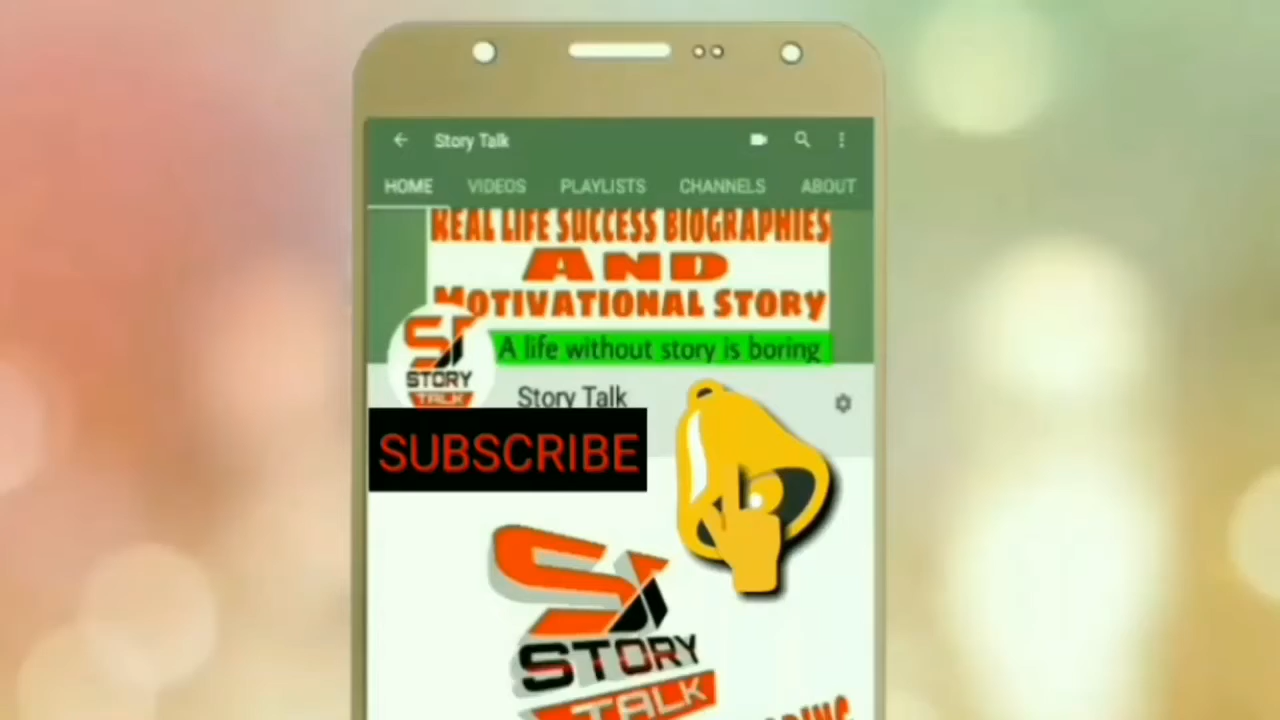 Story Talk
HOME VIDEOS PLAYLISTS CHANNELS ABOUT
REAL LIFE SUCCESS BIOGRAPHIES
AND
MOTIVATIONAL STORY
A life without story is boring
STORY
TALK
Story Talk
SUBSCRIBE
STORY
TALK